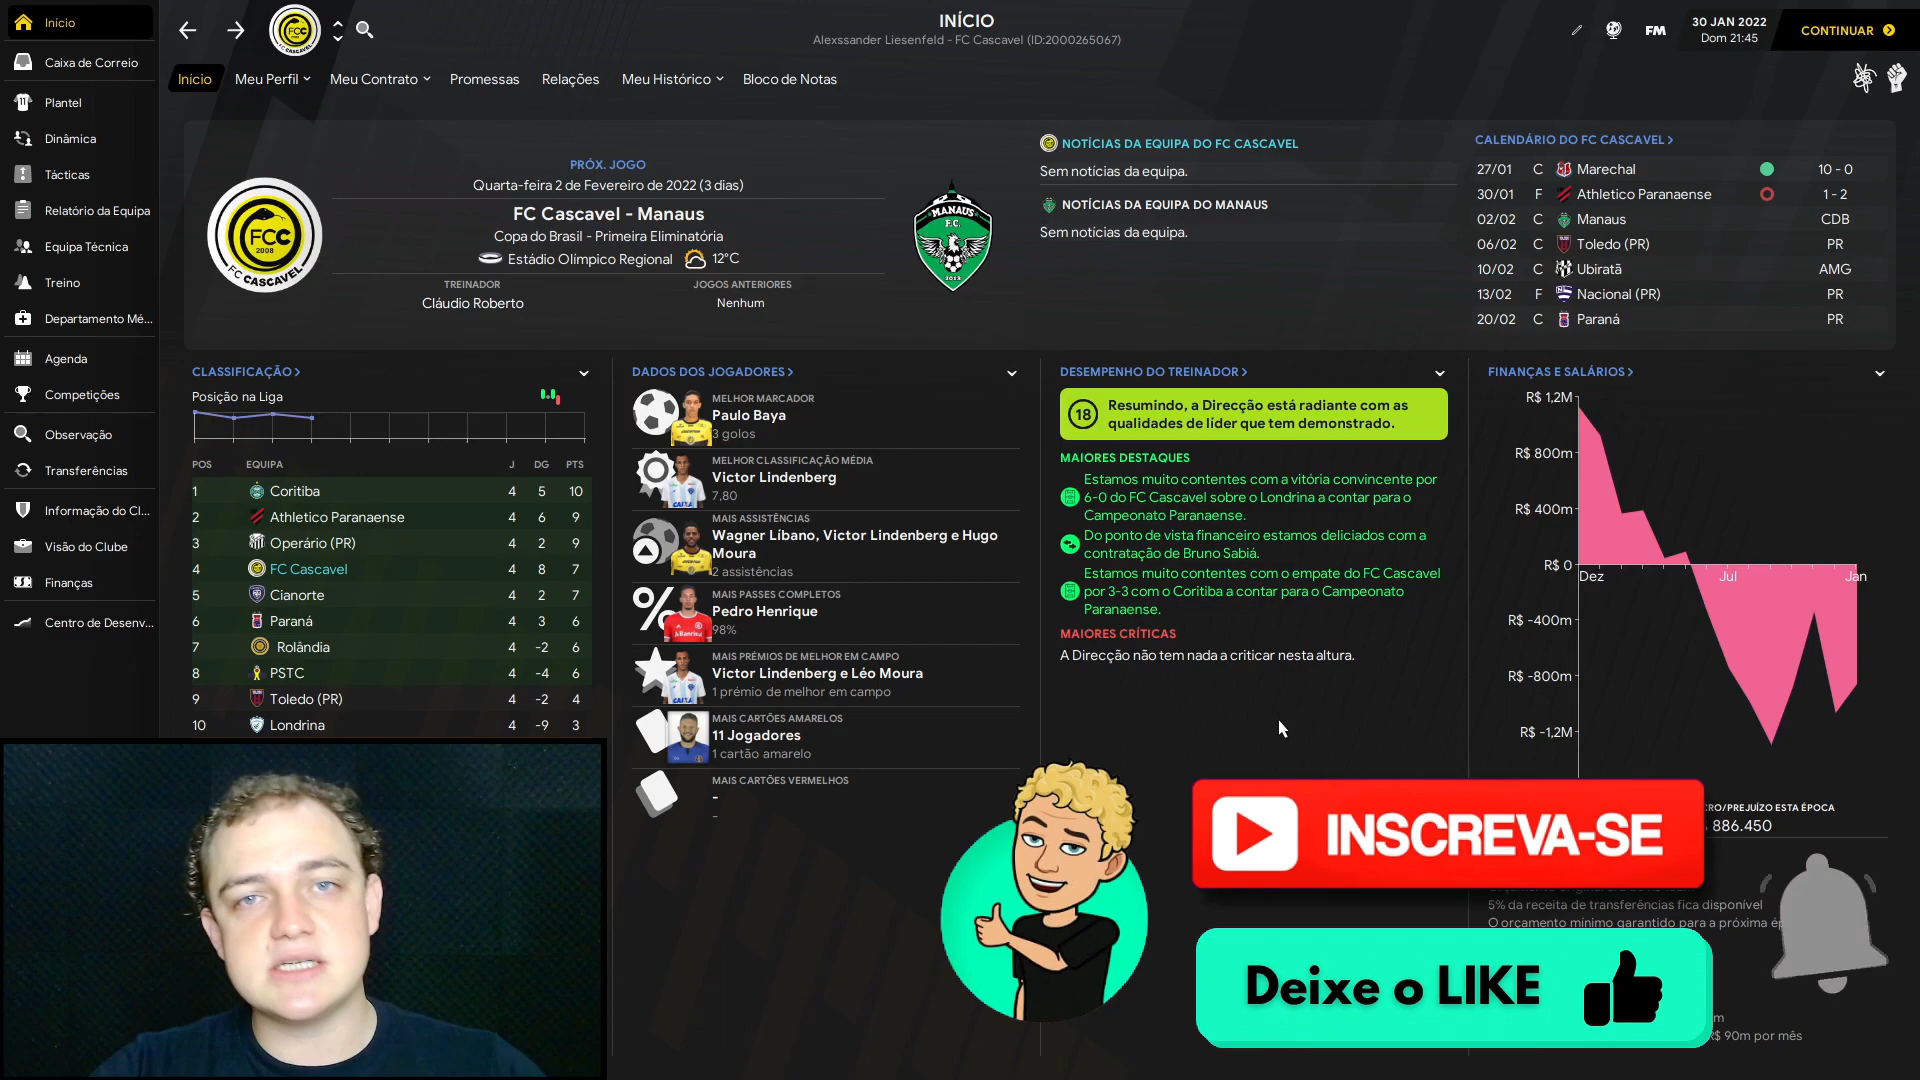 Início
Caixa de Correio
Plantel
Dinâmica
Tácticas
Relatório da Equipa
Equipa Técnica
Treino
Departamento Mé...
Agenda
Competições
Observação
Transferências
Informação do Cl...
Visão do Clube
Finanças
Centro de Desenv...
INÍCIO
Alexssander Liesenfeld - FC Cascavel (ID:2000265067)
FM
30 JAN 2022
Dom 21:45
CONTINUAR
Início
Meu Perfil
Meu Contrato
Promessas
Relações
Meu Histórico
Bloco de Notas
FCC
2008
FC CASCAVEL
PRÓX. JOGO
Quarta-feira 2 de Fevereiro de 2022 (3 dias)
FC Cascavel - Manaus
Copa do Brasil - Primeira Eliminatória
Estádio Olímpico Regional 12°C
TREINADOR
Cláudio Roberto
JOGOS ANTERIORES
Nenhum
MANAUS
F.C.
2013
NOTÍCIAS DA EQUIPA DO FC CASCAVEL
Sem notícias da equipa.
NOTÍCIAS DA EQUIPA DO MANAUS
Sem notícias da equipa.
CALENDÁRIO DO FC CASCAVEL
27/01 C Marechal 10 - 0
30/01 F Athletico Paranaense 1 - 2
02/02 C Manaus CDB
06/02 C Toledo (PR) PR
10/02 C Ubiratã AMG
13/02 F Nacional (PR) PR
20/02 C Paraná PR
CLASSIFICAÇÃO
Posição na Liga
POS EQUIPA J DG PTS
1 Coritiba 4 5 10
2 Athletico Paranaense 4 6 9
3 Operário (PR) 4 2 9
4 FC Cascavel 4 8 7
5 Cianorte 4 2 7
6 Paraná 4 3 6
7 Rolândia 4 -2 6
8 PSTC 4 -4 6
9 Toledo (PR) 4 -2 4
10 Londrina 4 -9 3
DADOS DOS JOGADORES
MELHOR MARCADOR
Paulo Baya
3 golos
MELHOR CLASSIFICAÇÃO MÉDIA
Victor Lindenberg
7,80
MAIS ASSISTÊNCIAS
Wagner Líbano, Victor Lindenberg e Hugo
Moura
2 assistências
MAIS PASSES COMPLETOS
Pedro Henrique
98%
MAIS PRÉMIOS DE MELHOR EM CAMPO
Victor Lindenberg e Léo Moura
1 prémio de melhor em campo
MAIS CARTÕES AMARELOS
11 Jogadores
1 cartão amarelo
MAIS CARTÕES VERMELHOS
-
-
DESEMPENHO DO TREINADOR
18
Resumindo, a Direcção está radiante com as
qualidades de líder que tem demonstrado.
MAIORES DESTAQUES
Estamos muito contentes com a vitória convincente por
6-0 do FC Cascavel sobre o Londrina a contar para o
Campeonato Paranaense.
Do ponto de vista financeiro estamos deliciados com a
contratação de Bruno Sabiá.
Estamos muito contentes com o empate do FC Cascavel
por 3-3 com o Coritiba a contar para o Campeonato
Paranaense.
MAIORES CRÍTICAS
A Direcção não tem nada a criticar nesta altura.
FINANÇAS E SALÁRIOS
R$ 1,2M
R$ 800m
R$ 400m
R$ 0
R$ -400m
R$ -800m
R$ -1,2M
Dez Jul Jan
CRO/PREJUÍZO ESTA ÉPOCA
886.450
5% da receita de transferências fica disponível
O orçamento mínimo garantido para a próxima ép
m
R$ 90m por mês
INSCREVA-SE
Deixe o LIKE